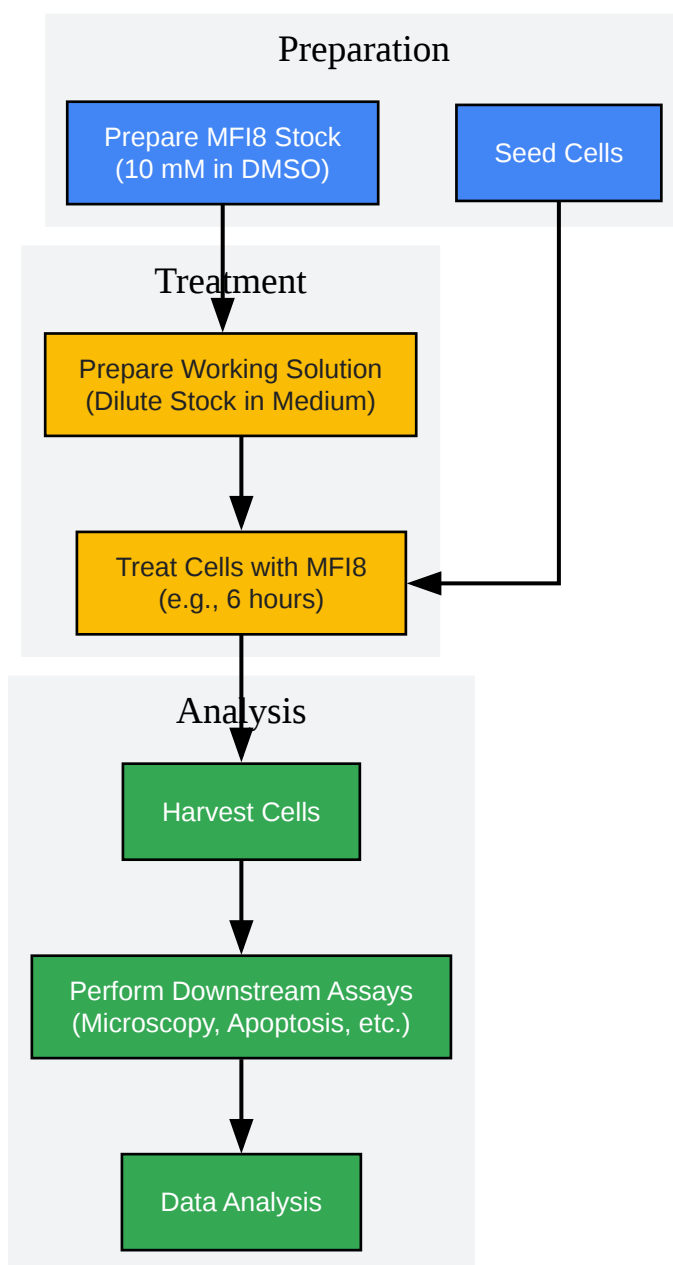 Preparation
Prepare MFI8 Stock
(10 mM in DMSO)
Seed Cells
Treatment
Prepare Working Solution
(Dilute Stock in Medium)
Treat Cells with MFI8
(e.g., 6 hours)
Analysis
Harvest Cells
Perform Downstream Assays
(Microscopy, Apoptosis, etc.)
Data Analysis